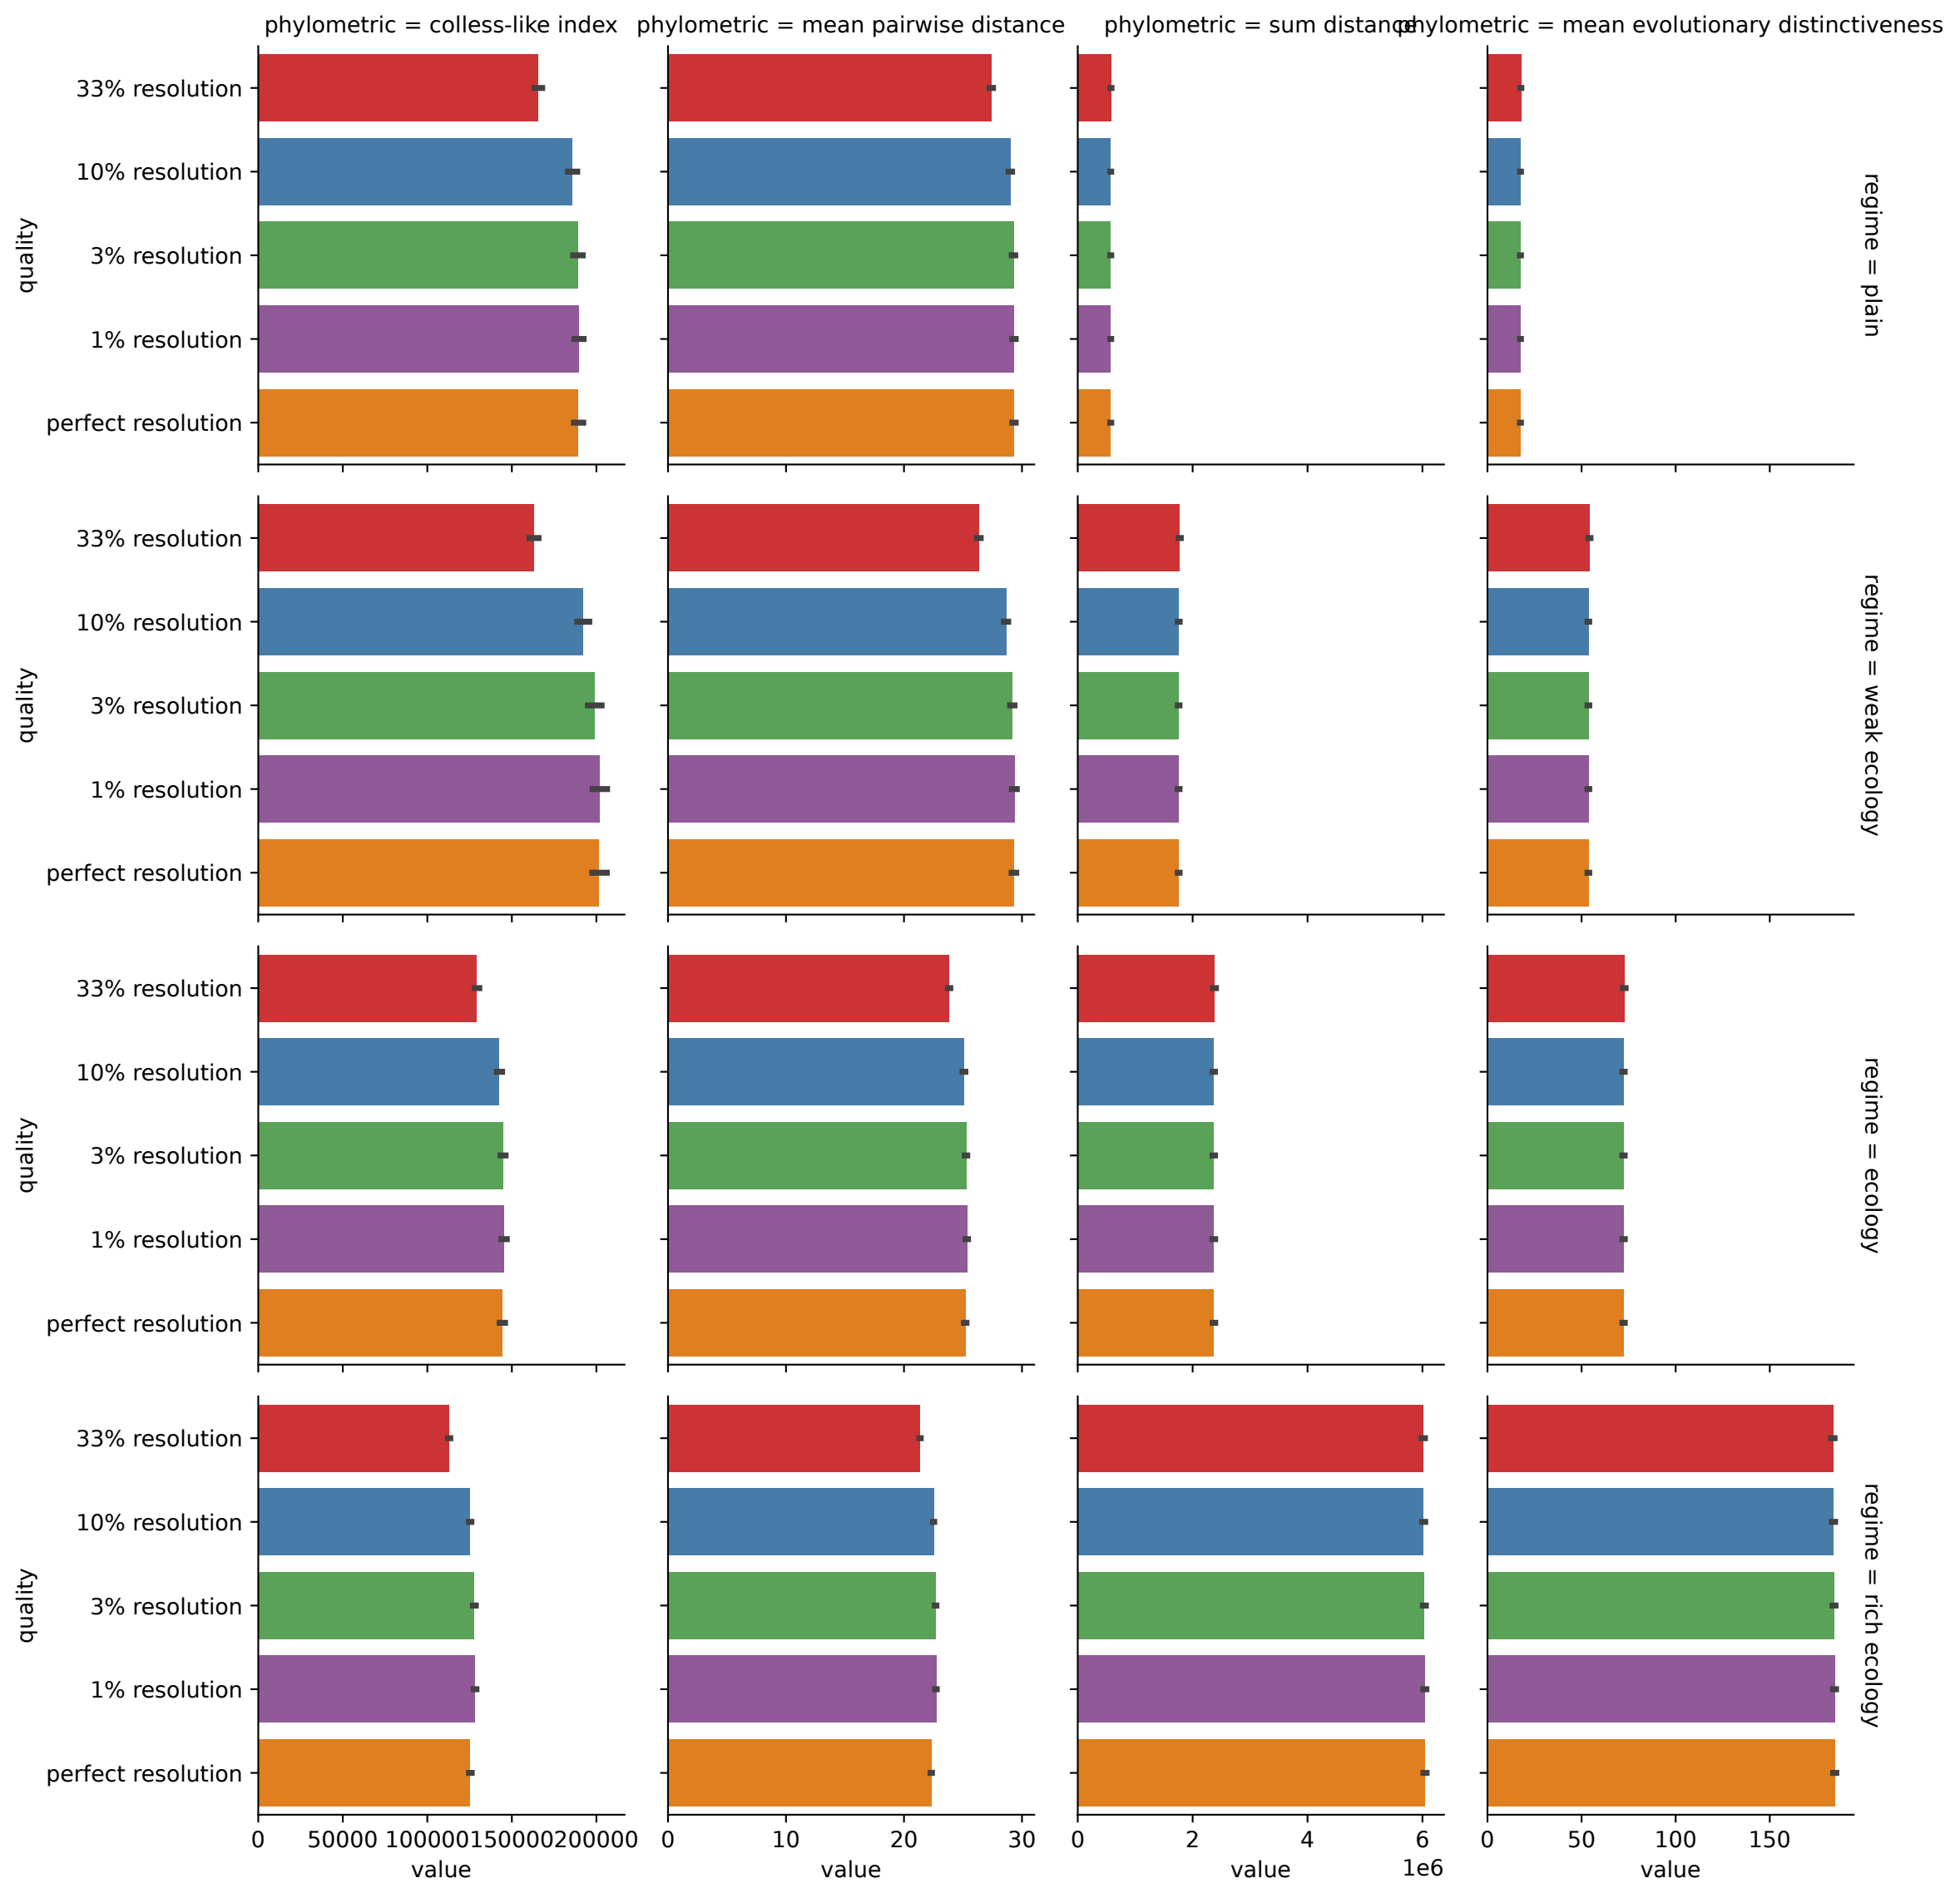 phylometric = colless-like index
phylometric = mean pairwise distance
phylometric = sum distance
phylometric = mean evolutionary distinctiveness
quality
33% resolution
10% resolution
3% resolution
1% resolution
perfect resolution
regime = plain
quality
33% resolution
10% resolution
3% resolution
1% resolution
perfect resolution
regime = weak ecology
quality
33% resolution
10% resolution
3% resolution
1% resolution
perfect resolution
regime = ecology
quality
33% resolution
10% resolution
3% resolution
1% resolution
perfect resolution
regime = rich ecology
0 50000 100000 150000 200000
value
0 10 20 30
value
0 2 4 6
1e6
value
0 50 100 150
value